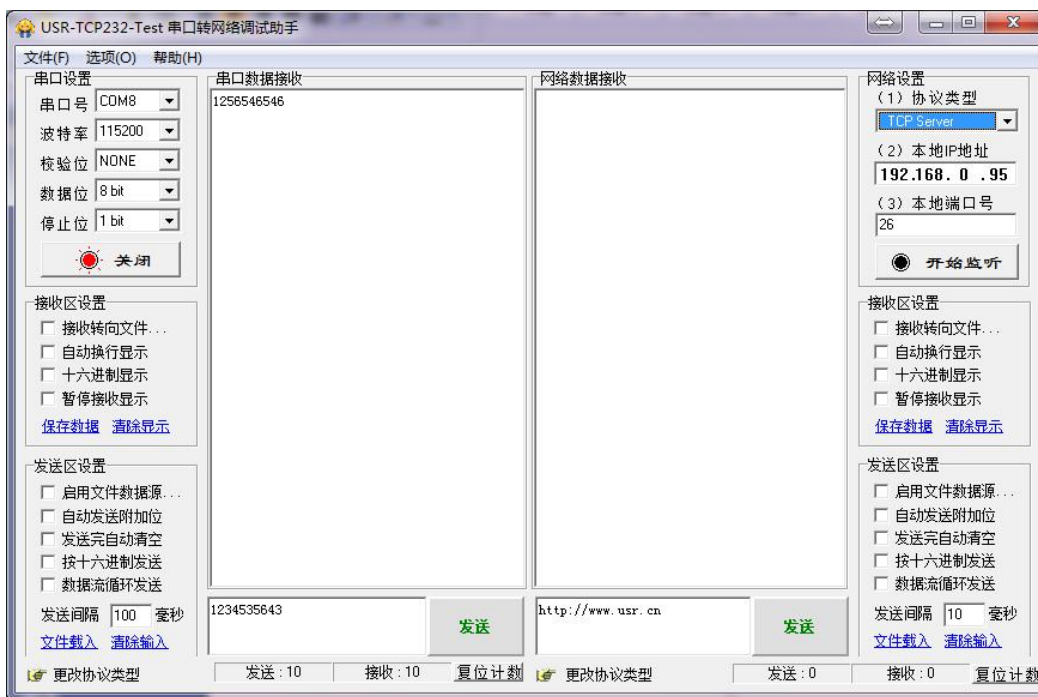 USR-TCP232-Test 串口转网络调试助手
文件(F) 选项(O) 帮助(H)
串口设置
串口号 COM8
波特率 115200
校验位 NONE
数据位 8 bit
停止位 1 bit
关闭
接收区设置
接收转向文件...
自动换行显示
十六进制显示
暂停接收显示
保存数据 清除显示
发送区设置
启用文件数据源...
自动发送附加位
发送完自动清空
按十六进制发送
数据流循环发送
发送间隔 100 毫秒
文件载入 清除输入
串口数据接收
1256546546
1234535643
发送
网络数据接收
http://www.usr.cn
发送
网络设置
(1) 协议类型
TCP Server
(2) 本地IP地址
192.168. 0 .95
(3) 本地端口号
26
开始监听
接收区设置
接收转向文件...
自动换行显示
十六进制显示
暂停接收显示
保存数据 清除显示
发送区设置
启用文件数据源...
自动发送附加位
发送完自动清空
按十六进制发送
数据流循环发送
发送间隔 10 毫秒
文件载入 清除输入
更改协议类型 发送:10 接收:10 复位计数 更改协议类型 发送:0 接收:0 复位计数